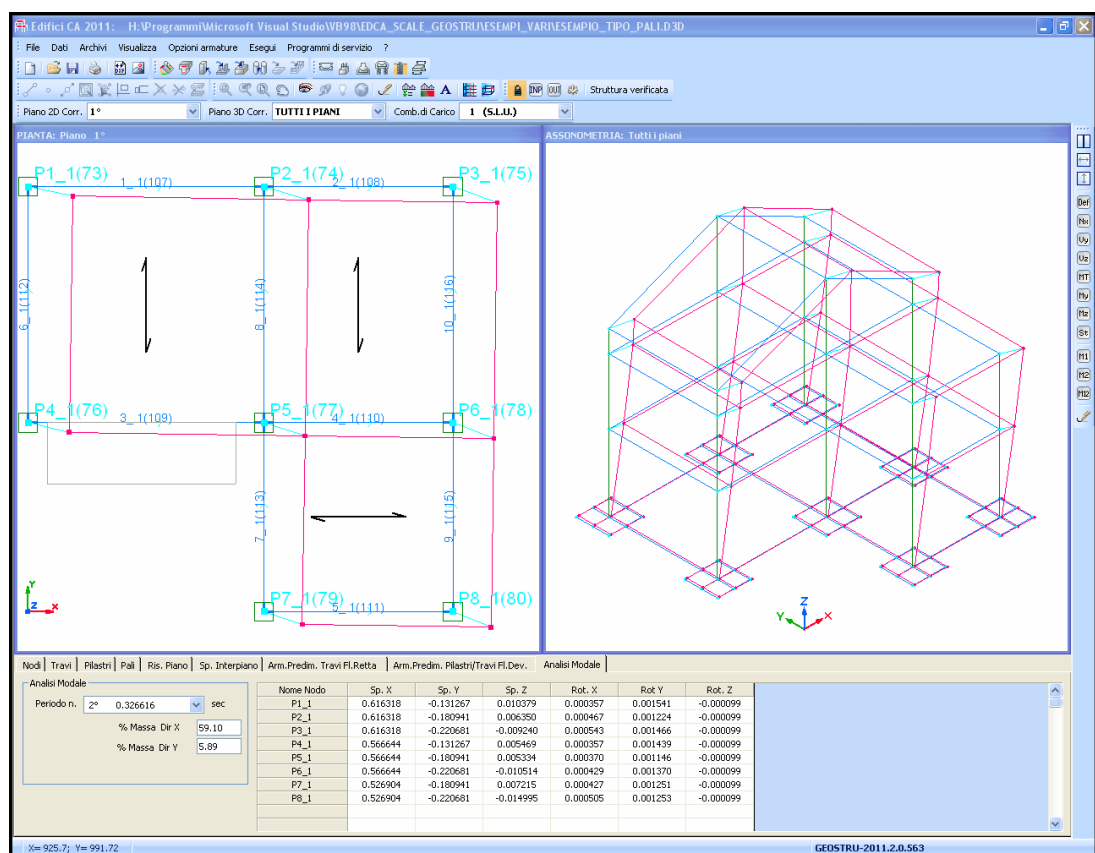 Edifici CA 2011: H:\Programmi\Microsoft Visual Studio\VB98\EDCA_SCALE_GEOSTRU\ESEMPI_VARI\ESEMPIO_TIPO_PALI.D3D
File Dati Archivi Visualizza Opzioni armature Esegui Programmi di servizio ?
A INP OUT Struttura verificata
Piano 2D Corr. 1° Piano 3D Corr. TUTTI I PIANI Comb.di Carico 1 (S.L.U.)
PIANTA: Piano 1°
ASSONOMETRIA: Tutti i piani
P1_1(73) 1_1(107) P2_1(74) 2_1(108) P3_1(75)
6_1(112) 8_1(114) 10_1(116)
P4_1(76) 3_1(109) P5_1(77) 4_1(110) P6_1(78)
7_1(113) 9_1(115)
P7_1(79) 5_1(111) P8_1(80)
Y
Z X
Z
Y X
Def
Nx
Vy
Vz
MT
My
Mz
St
M1
M2
M12
Nodi Travi Pilastri Pali Ris. Piano Sp. Interpiano Arm.Predim. Travi Fl.Retta Arm.Predim. Pilastri/Travi Fl.Dev. Analisi Modale
Analisi Modale
Periodo n. 2° 0.326616 sec
% Massa Dir X 59.10
% Massa Dir Y 5.89
Nome Nodo Sp. X Sp. Y Sp. Z Rot. X Rot Y Rot. Z
P1_1 0.616318 -0.131267 0.010379 0.000357 0.001541 -0.000099
P2_1 0.616318 -0.180941 0.006350 0.000467 0.001224 -0.000099
P3_1 0.616318 -0.220681 -0.009240 0.000543 0.001466 -0.000099
P4_1 0.566644 -0.131267 0.005469 0.000357 0.001439 -0.000099
P5_1 0.566644 -0.180941 0.005334 0.000370 0.001146 -0.000099
P6_1 0.566644 -0.220681 -0.010514 0.000429 0.001370 -0.000099
P7_1 0.526904 -0.180941 0.007215 0.000427 0.001251 -0.000099
P8_1 0.526904 -0.220681 -0.014995 0.000505 0.001253 -0.000099
X= 925.7; Y= 991.72
GEOSTRU-2011.2.0.563